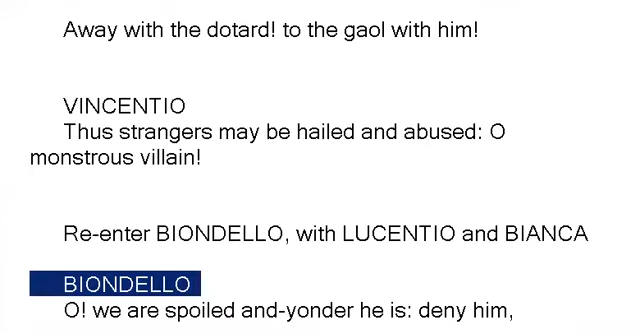 Away with the dotard! to the gaol with him!
VINCENTIO
Thus strangers may be hailed and abused: O
monstrous villain!
Re-enter BIONDELLO, with LUCENTIO and BIANCA
BIONDELLO
O! we are spoiled and-yonder he is: deny him,